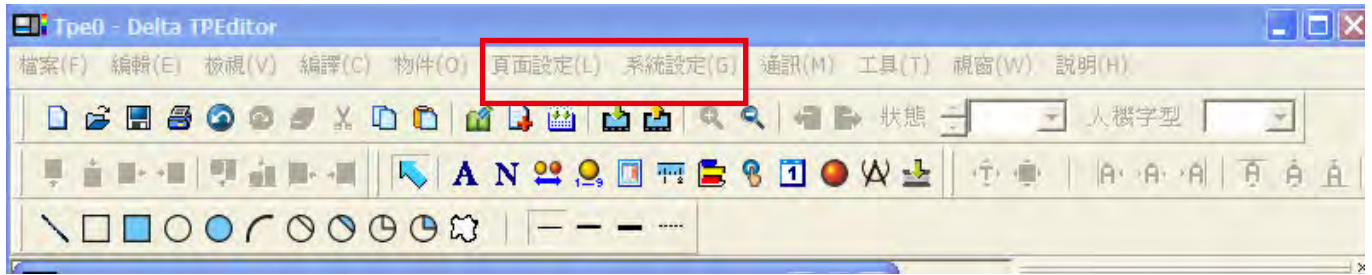 Tpe0 - Delta TPEditor
檔案(F) 編輯(E) 檢視(V) 編譯(C) 物件(O) 頁面設定(L) 系統設定(G) 通訊(M) 工具(T) 視窗(W) 說明(H)
狀態 人機字型
A N 1